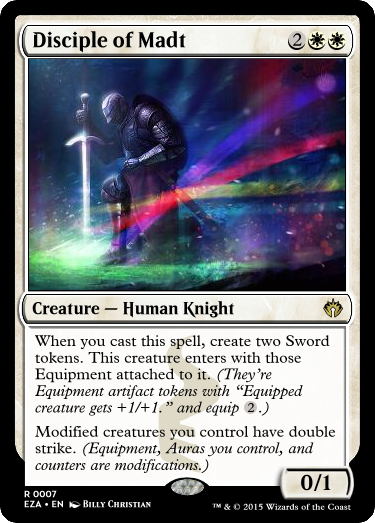 Disciple of Madt 2
Creature — Human Knight
When you cast this spell, create two Sword
tokens. This creature enters with those
Equipment attached to it. (They're
Equipment artifact tokens with “Equipped
creature gets +1/+1.” and equip 2.)
Modified creatures you control have double
strike. (Equipment, Auras you control, and
counters are modifications.)
0/1
R 0007
EZA • EN Billy Christian
™ & © 2015 Wizards of the Coast